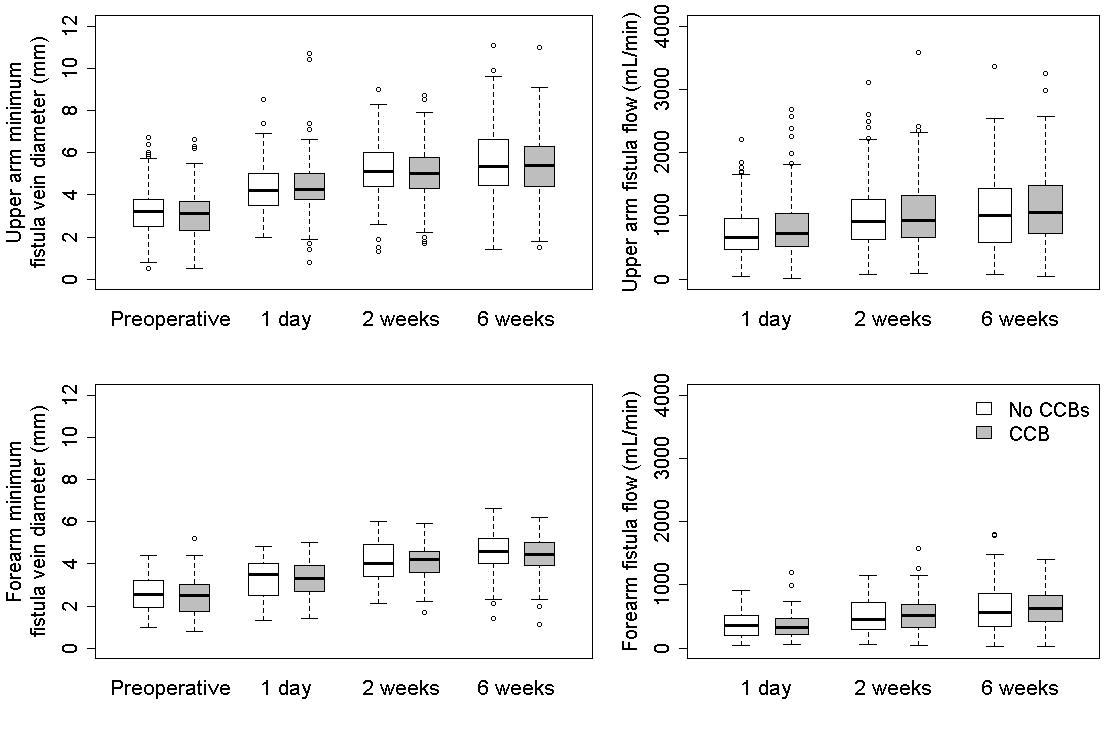 Upper arm minimum
fistula vein diameter (mm)
12
10
8
6
4
2
0
Preoperative 1 day 2 weeks 6 weeks
Upper arm fistula flow (mL/min)
4000
3000
2000
1000
0
1 day 2 weeks 6 weeks
Forearm minimum
fistula vein diameter (mm)
12
10
8
6
4
2
0
Preoperative 1 day 2 weeks 6 weeks
Forearm fistula flow (mL/min)
4000
3000
2000
1000
0
No CCBs
CCB
1 day 2 weeks 6 weeks